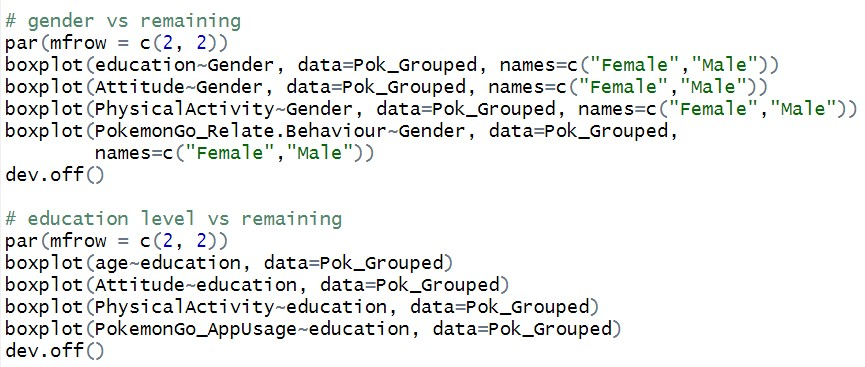 # gender vs remaining
par(mfrow = c(2, 2))
boxplot(education~Gender, data=Pok_Grouped, names=c("Female","Male"))
boxplot(Attitude~Gender, data=Pok_Grouped, names=c("Female","Male"))
boxplot(PhysicalActivity~Gender, data=Pok_Grouped, names=c("Female","Male"))
boxplot(PokemonGo_Relate.Behaviour~Gender, data=Pok_Grouped,
        names=c("Female","Male"))
dev.off()

# education level vs remaining
par(mfrow = c(2, 2))
boxplot(age~education, data=Pok_Grouped)
boxplot(Attitude~education, data=Pok_Grouped)
boxplot(PhysicalActivity~education, data=Pok_Grouped)
boxplot(PokemonGo_AppUsage~education, data=Pok_Grouped)
dev.off()